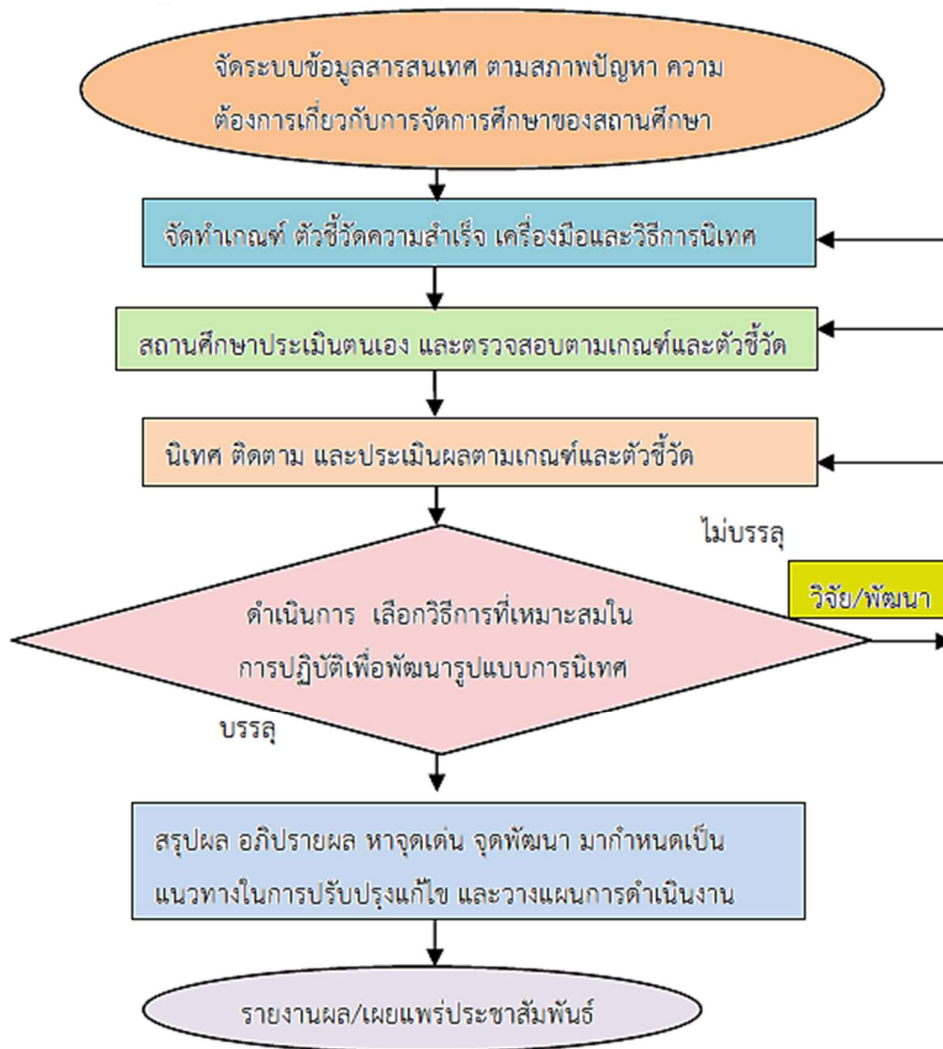 จัดระบบข้อมูลสารสนเทศ ตามสภาพปัญหา ความ
ต้องการเกี่ยวกับการจัดการศึกษาของสถานศึกษา
จัดทำเกณฑ์ ตัวชี้วัดความสำเร็จ เครื่องมือและวิธีการนิเทศ
สถานศึกษาประเมินตนเอง และตรวจสอบตามเกณฑ์และตัวชี้วัด
นิเทศ ติดตาม และประเมินผลตามเกณฑ์และตัวชี้วัด
ไม่บรรลุ
วิจัย/พัฒนา
ดำเนินการ เลือกวิธีการที่เหมาะสมใน
การปฏิบัติเพื่อพัฒนารูปแบบการนิเทศ
บรรลุ
สรุปผล อภิปรายผล หาจุดเด่น จุดพัฒนา มากำหนดเป็น
แนวทางในการปรับปรุงแก้ไข และวางแผนการดำเนินงาน
รายงานผล/เผยแพร่ประชาสัมพันธ์